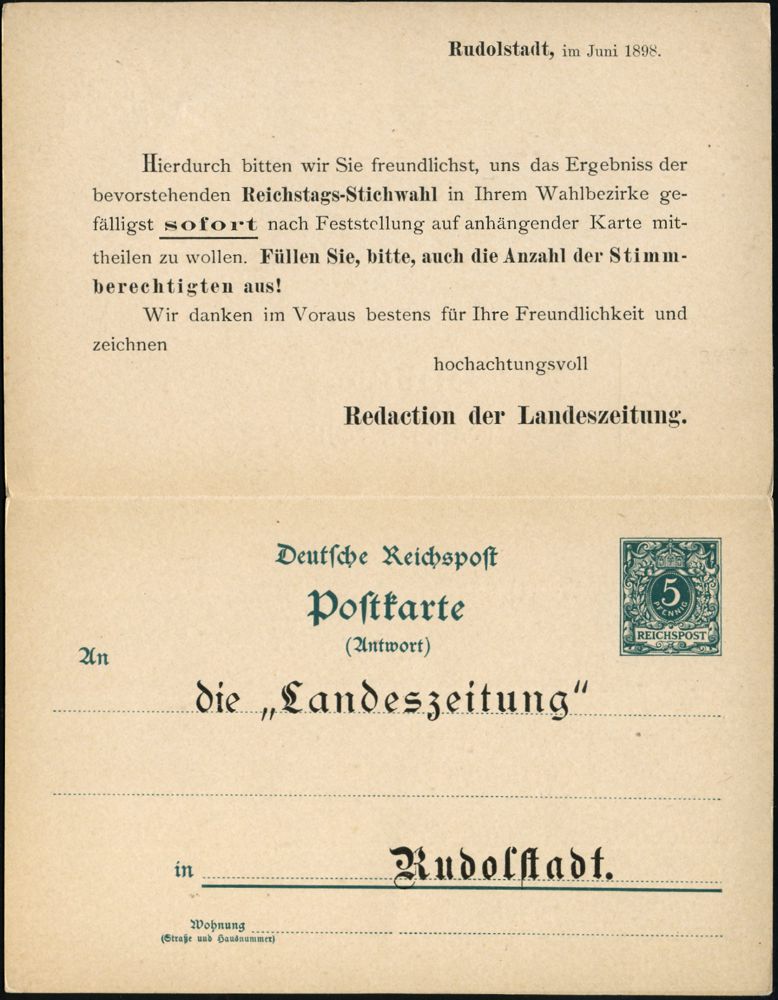 Rudolstadt, im Juni 1898.
Hierdurch bitten wir Sie freundlichst, uns das Ergebniss der
bevorstehenden Reichstags-Stichwahl in Ihrem Wahlbezirke ge-
fälligst sofort nach Feststellung auf anhängender Karte mit-
theilen zu wollen. Füllen Sie, bitte, auch die Anzahl der Stimm-
berechtigten aus!
Wir danken im Voraus bestens für Ihre Freundlichkeit und
zeichnen
hochachtungsvoll
Redaction der Landeszeitung.
Deutſche Reichspoſt
Poſtkarte
(Antwort)
5
PFENNIG
REICHSPOST
An
die „Landeszeitung“
in Rudolſtadt.
Wohnung
(Straße und Hausnummer)